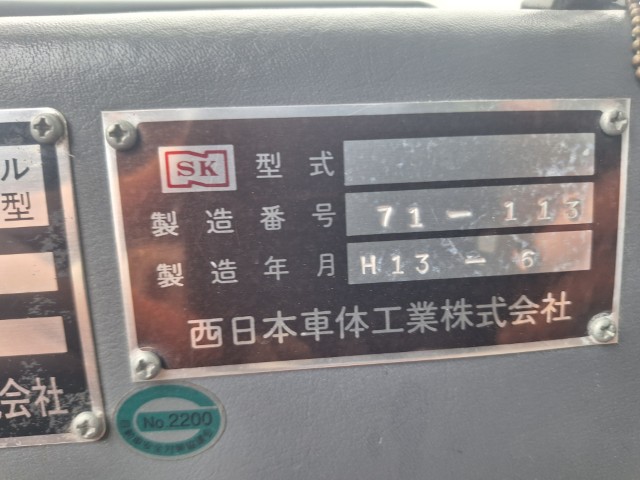 ル
型
会社
SK 型式
製造番号 71-113
製造年月 H13-6
西日本車体工業株式会社
No.2200